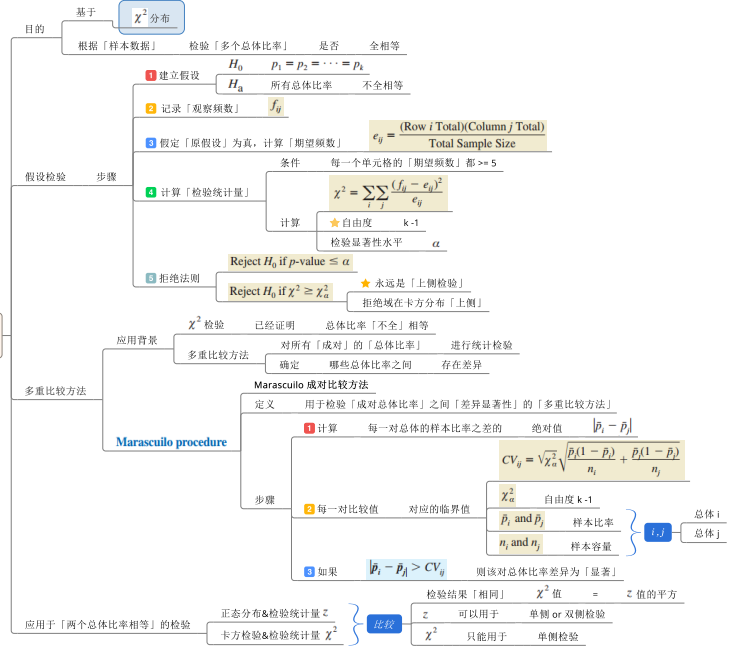 目的
基于 χ² 分布
根据「样本数据」 检验「多个总体比率」 是否 全相等
假设检验
步骤
1 建立假设
H₀ p₁ = p₂ = ··· = pₖ
Hₐ 所有总体比率 不全相等
2 记录「观察频数」 fᵢⱼ
3 假定「原假设」为真，计算「期望频数」 eᵢⱼ = (Row i Total)(Column j Total) / Total Sample Size
4 计算「检验统计量」
条件 每一个单元格的「期望频数」都 >= 5
计算
χ² = ∑ᵢ∑ⱼ (fᵢⱼ − eᵢⱼ)² / eᵢⱼ
自由度 k -1
检验显著性水平 α
5 拒绝法则
Reject H₀ if p-value ≤ α
Reject H₀ if χ² ≥ χ²α
永远是「上侧检验」
拒绝域在卡方分布「上侧」
多重比较方法
应用背景
χ² 检验 已经证明 总体比率「不全」相等
多重比较方法
对所有「成对」的「总体比率」 进行统计检验
确定 哪些总体比率之间 存在差异
Marascuilo procedure
Marascuilo 成对比较方法
定义 用于检验「成对总体比率」之间「差异显著性」的「多重比较方法」
步骤
1 计算 每一对总体的样本比率之差的 绝对值 |p̄ᵢ − p̄ⱼ|
2 每一对比较值 对应的临界值
CVᵢⱼ = √χ²α √(p̄ᵢ(1 − p̄ᵢ)/nᵢ + p̄ⱼ(1 − p̄ⱼ)/nⱼ)
χ²α 自由度 k -1
p̄ᵢ and p̄ⱼ 样本比率
nᵢ and nⱼ 样本容量
i , j
总体 i
总体 j
3 如果 |p̄ᵢ − p̄ⱼ| > CVᵢⱼ 则该对总体比率差异为「显著」
应用于「两个总体比率相等」的检验
正态分布&检验统计量 z
卡方检验&检验统计量 χ²
比较
检验结果「相同」 χ² 值 = z 值的平方
z 可以用于 单侧 or 双侧检验
χ² 只能用于 单侧检验